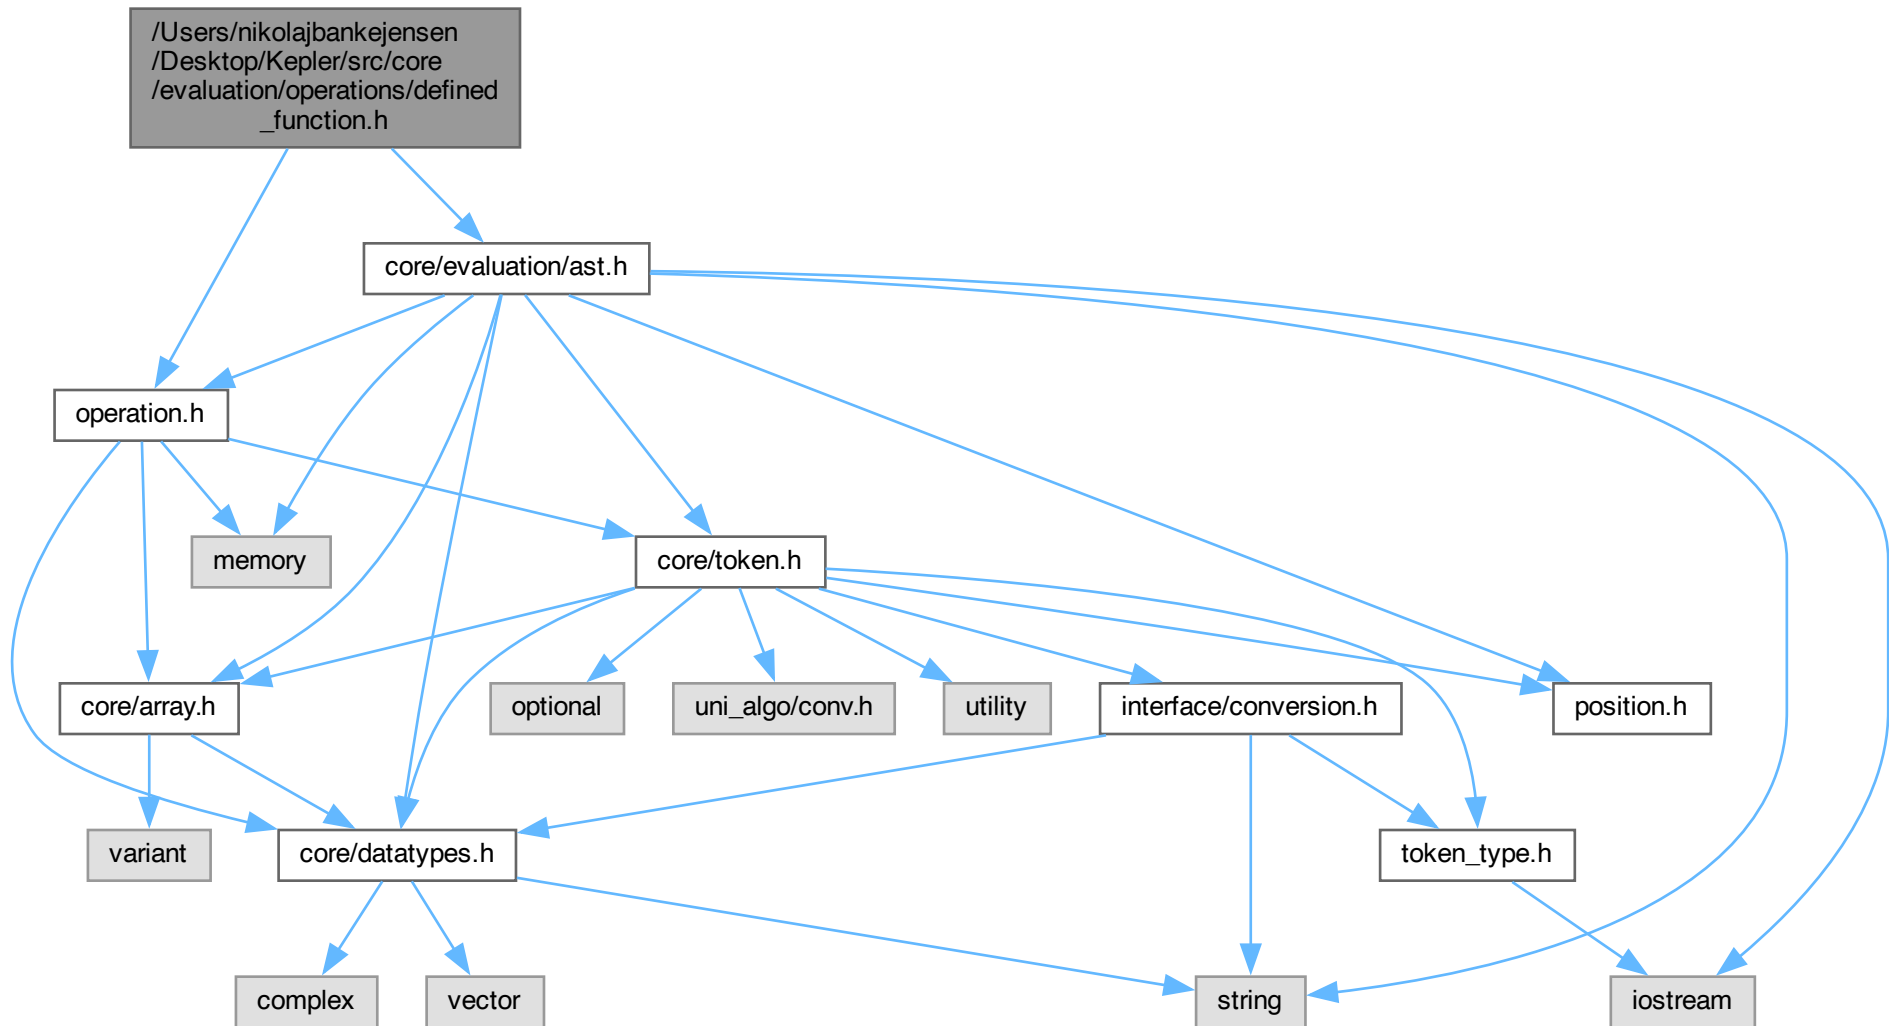 /Users/nikolajbankejensen
/Desktop/Kepler/src/core
/evaluation/operations/defined
_function.h
core/evaluation/ast.h
operation.h
memory
core/token.h
core/array.h
optional
uni_algo/conv.h
utility
interface/conversion.h
position.h
variant
core/datatypes.h
token_type.h
complex
vector
string
iostream